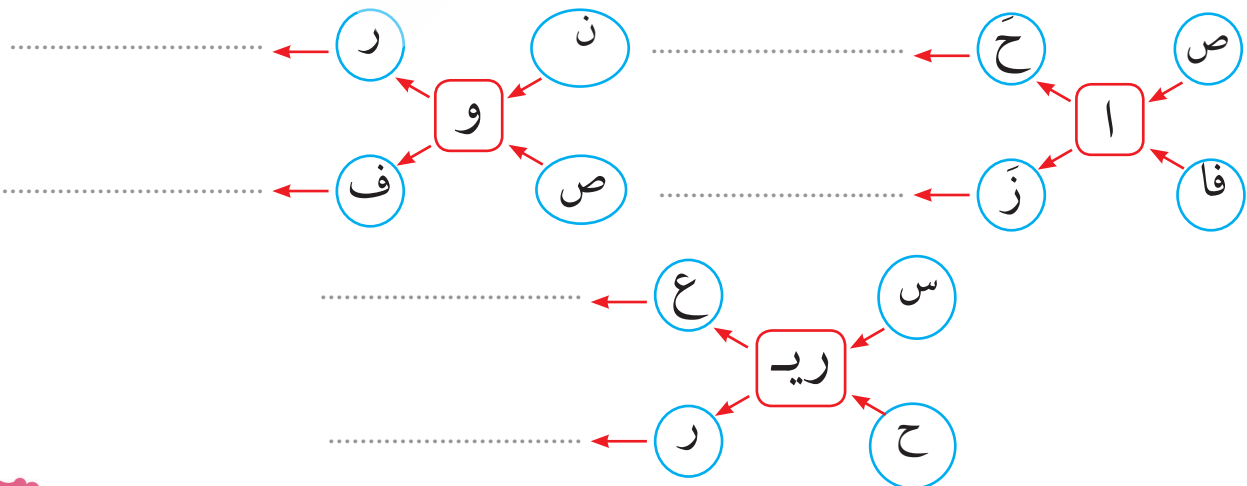 ص حَ ن ر
ا و
فا زَ ص ف
س ع
ريـ
ح ر